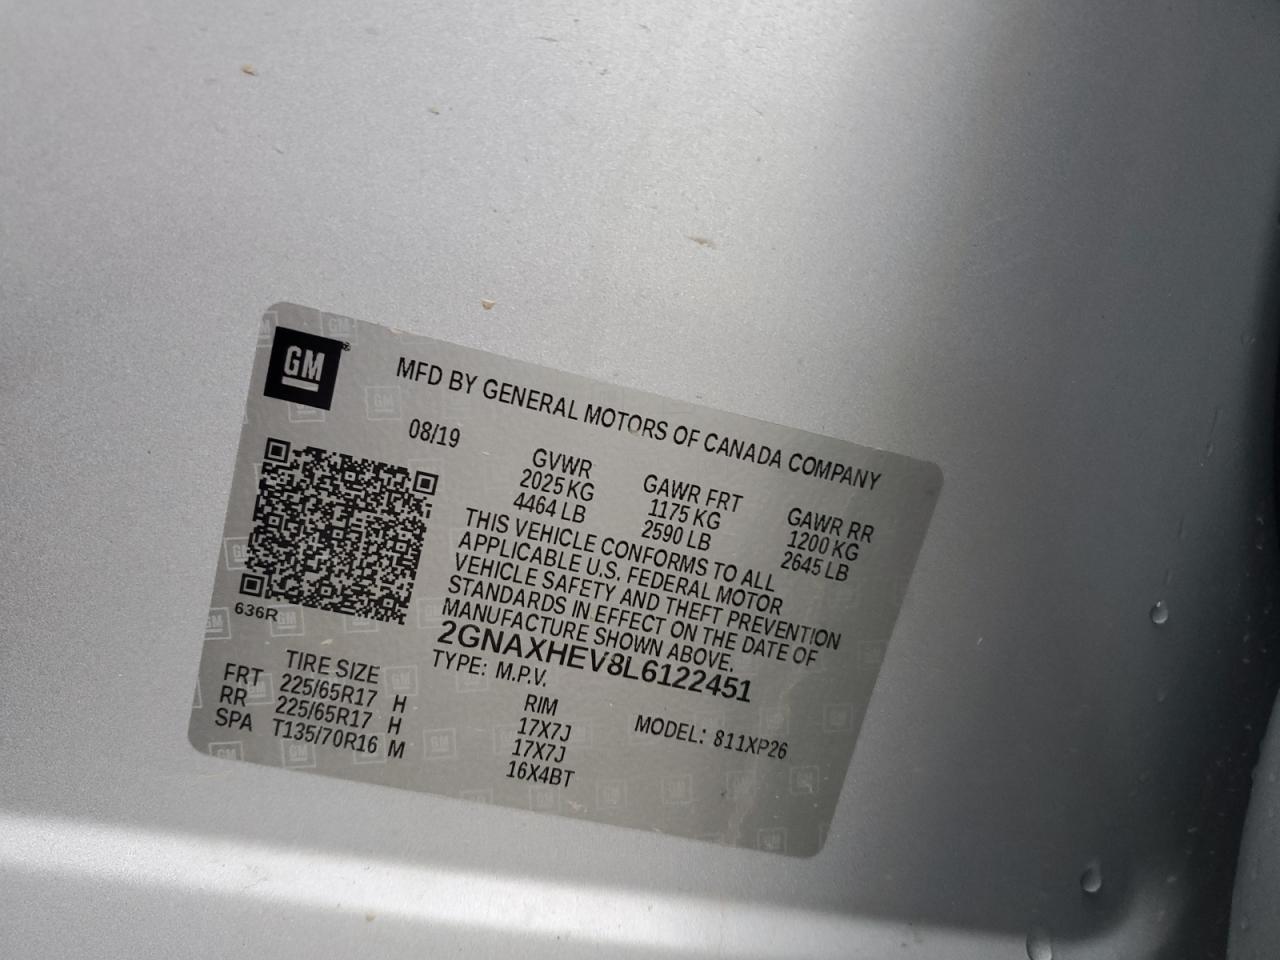 GM
MFD BY GENERAL MOTORS OF CANADA COMPANY
08/19
GVWR GAWR FRT GAWR RR
2025 KG 1175 KG 1200 KG
4464 LB 2590 LB 2645 LB
THIS VEHICLE CONFORMS TO ALL
APPLICABLE U.S. FEDERAL MOTOR
VEHICLE SAFETY AND THEFT PREVENTION
STANDARDS IN EFFECT ON THE DATE OF
MANUFACTURE SHOWN ABOVE.
2GNAXHEV8L6122451
TYPE: M.P.V. MODEL: 811XP26
636R
TIRE SIZE RIM
FRT 225/65R17 H 17X7J
RR 225/65R17 H 17X7J
SPA T135/70R16 M 16X4BT